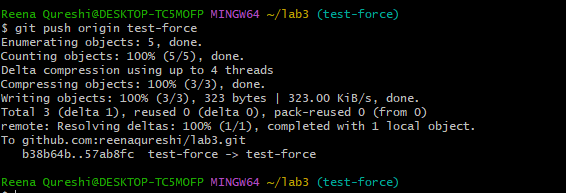 Reena Qureshi@DESKTOP-TC5MOFP MINGW64 ~/lab3 (test-force)
$ git push origin test-force
Enumerating objects: 5, done.
Counting objects: 100% (5/5), done.
Delta compression using up to 4 threads
Compressing objects: 100% (3/3), done.
Writing objects: 100% (3/3), 323 bytes | 323.00 KiB/s, done.
Total 3 (delta 1), reused 0 (delta 0), pack-reused 0 (from 0)
remote: Resolving deltas: 100% (1/1), completed with 1 local object.
To github.com:reenaqureshi/lab3.git
   b38b64b..57ab8fc  test-force -> test-force

Reena Qureshi@DESKTOP-TC5MOFP MINGW64 ~/lab3 (test-force)